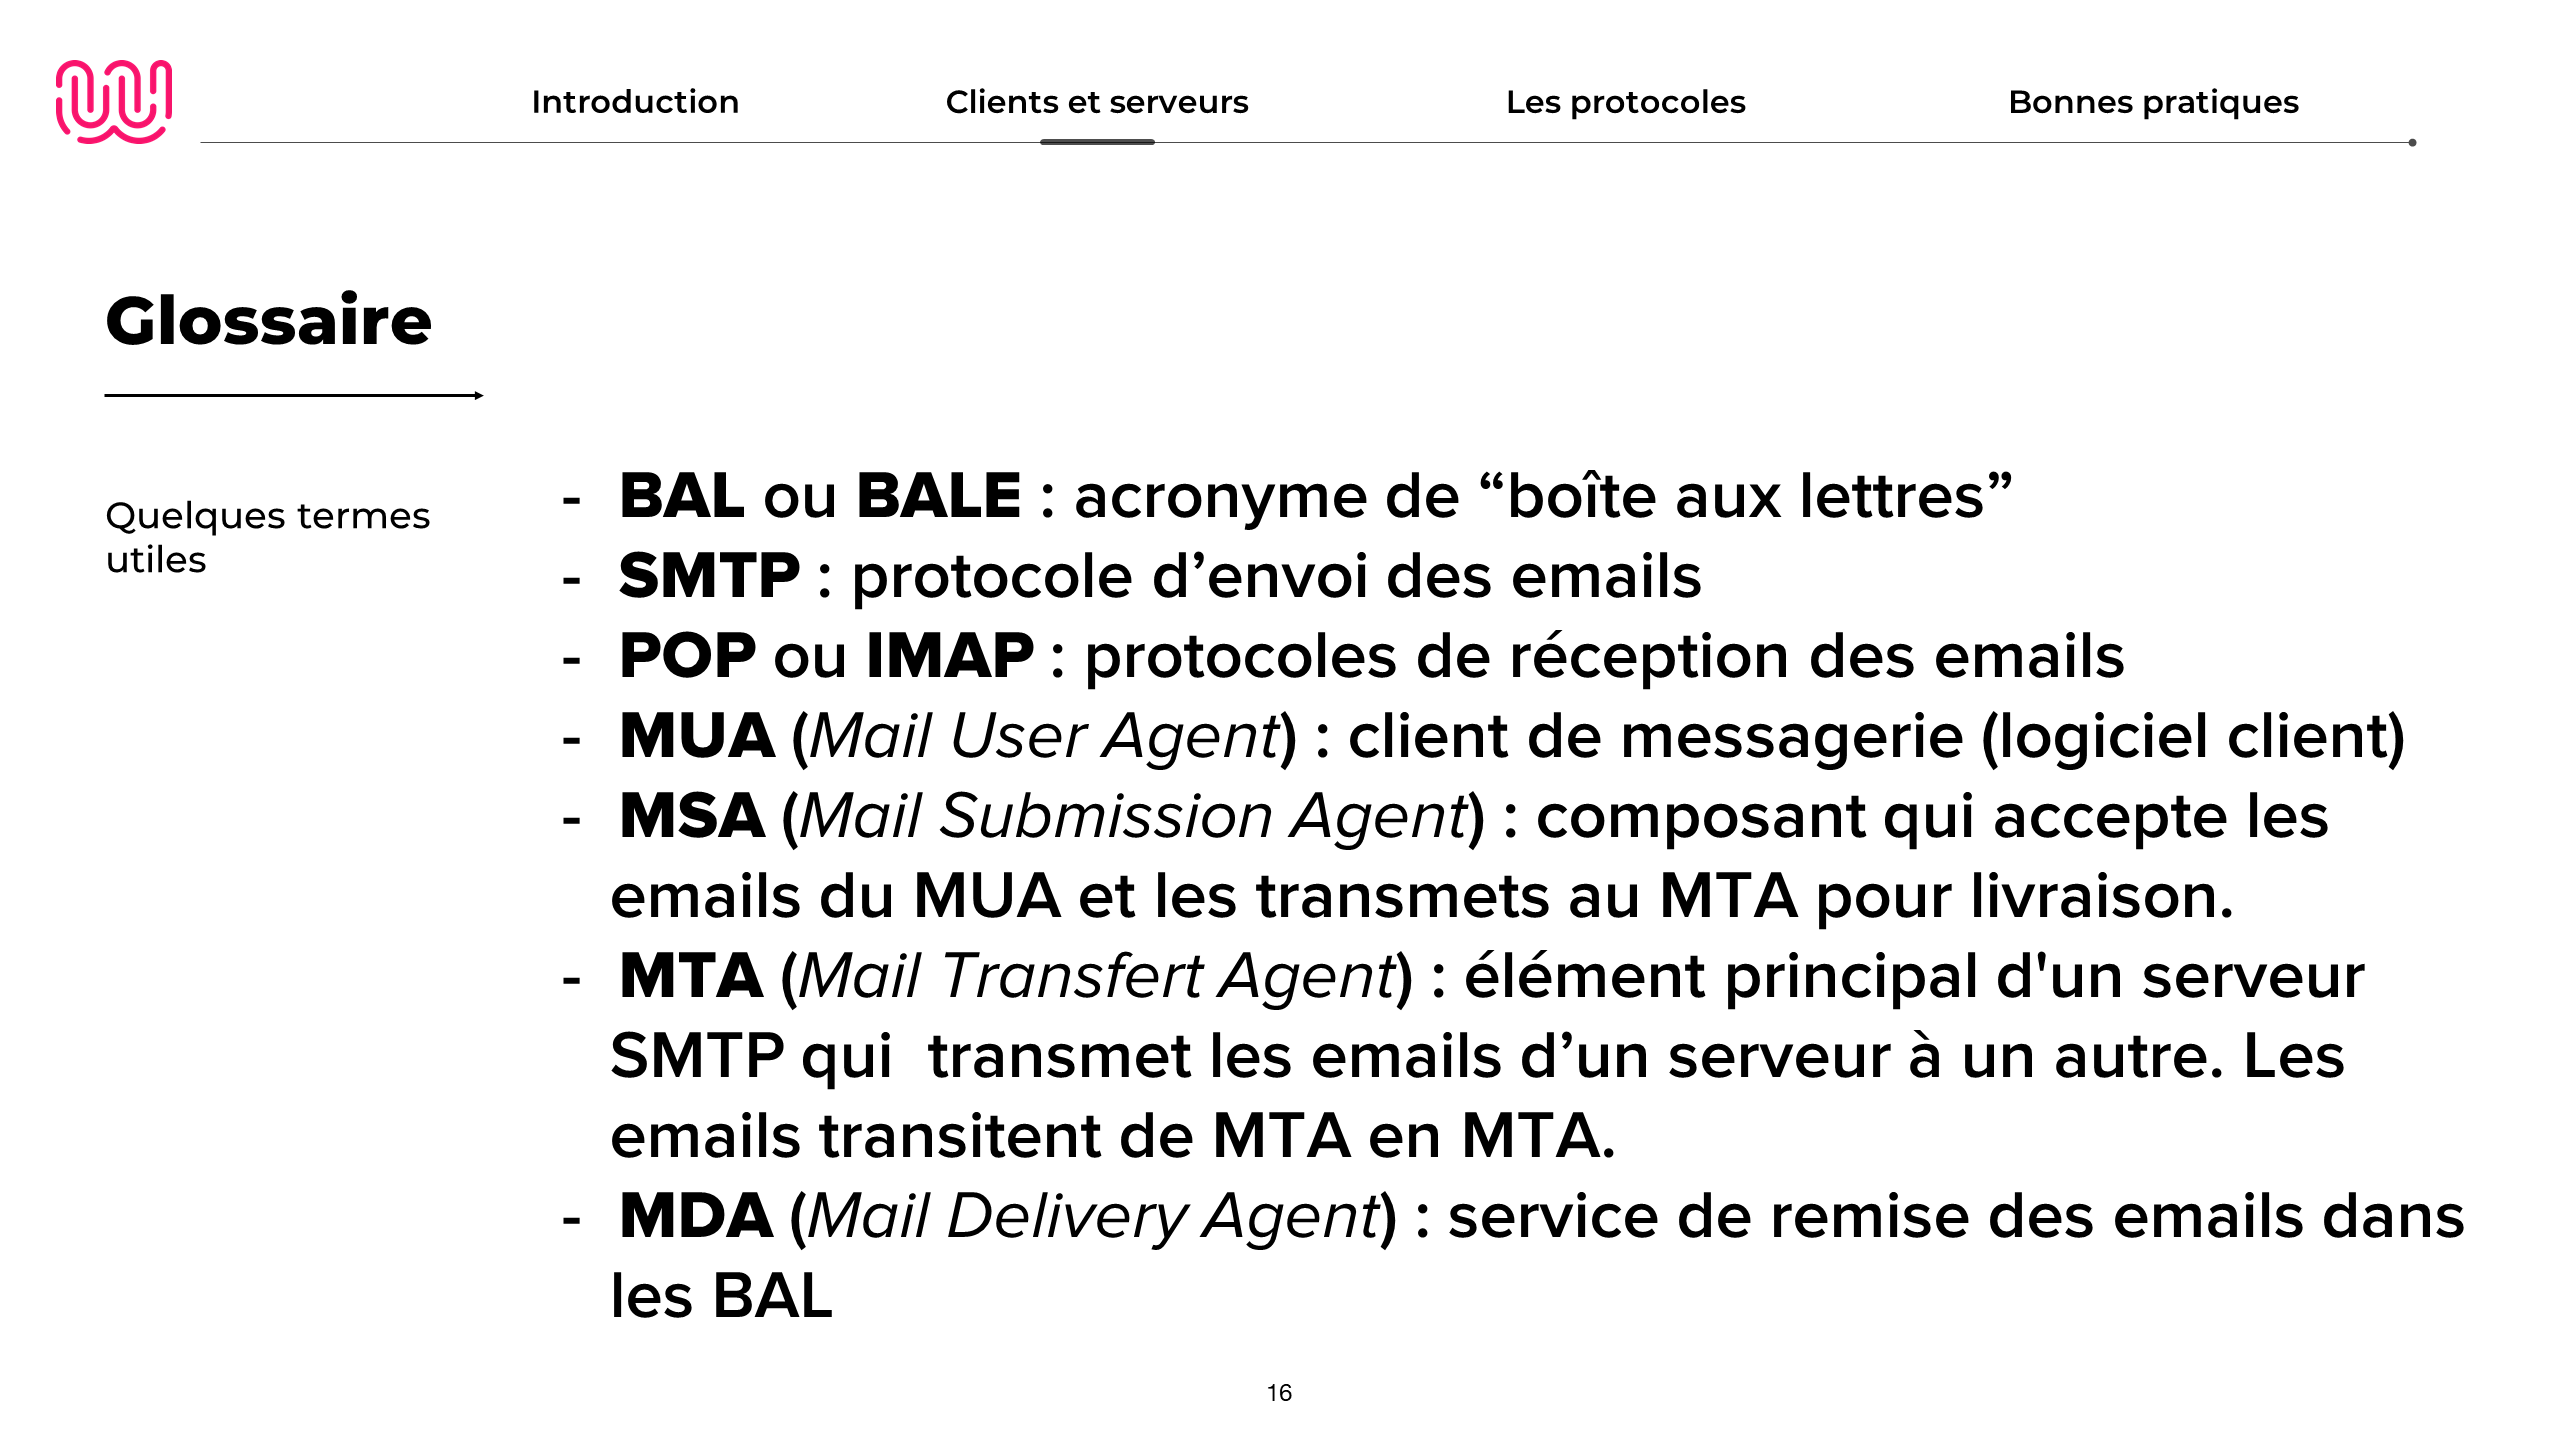 Introduction
Clients et serveurs
Les protocoles
Bonnes pratiques
Glossaire
Quelques termes
utiles
- BAL ou BALE : acronyme de “boîte aux lettres”
- SMTP : protocole d’envoi des emails
- POP ou IMAP : protocoles de réception des emails
- MUA (Mail User Agent) : client de messagerie (logiciel client)
- MSA (Mail Submission Agent) : composant qui accepte les
emails du MUA et les transmets au MTA pour livraison.
- MTA (Mail Transfert Agent) : élément principal d'un serveur
SMTP qui  transmet les emails d’un serveur à un autre. Les
emails transitent de MTA en MTA.
- MDA (Mail Delivery Agent) : service de remise des emails dans
les BAL
16